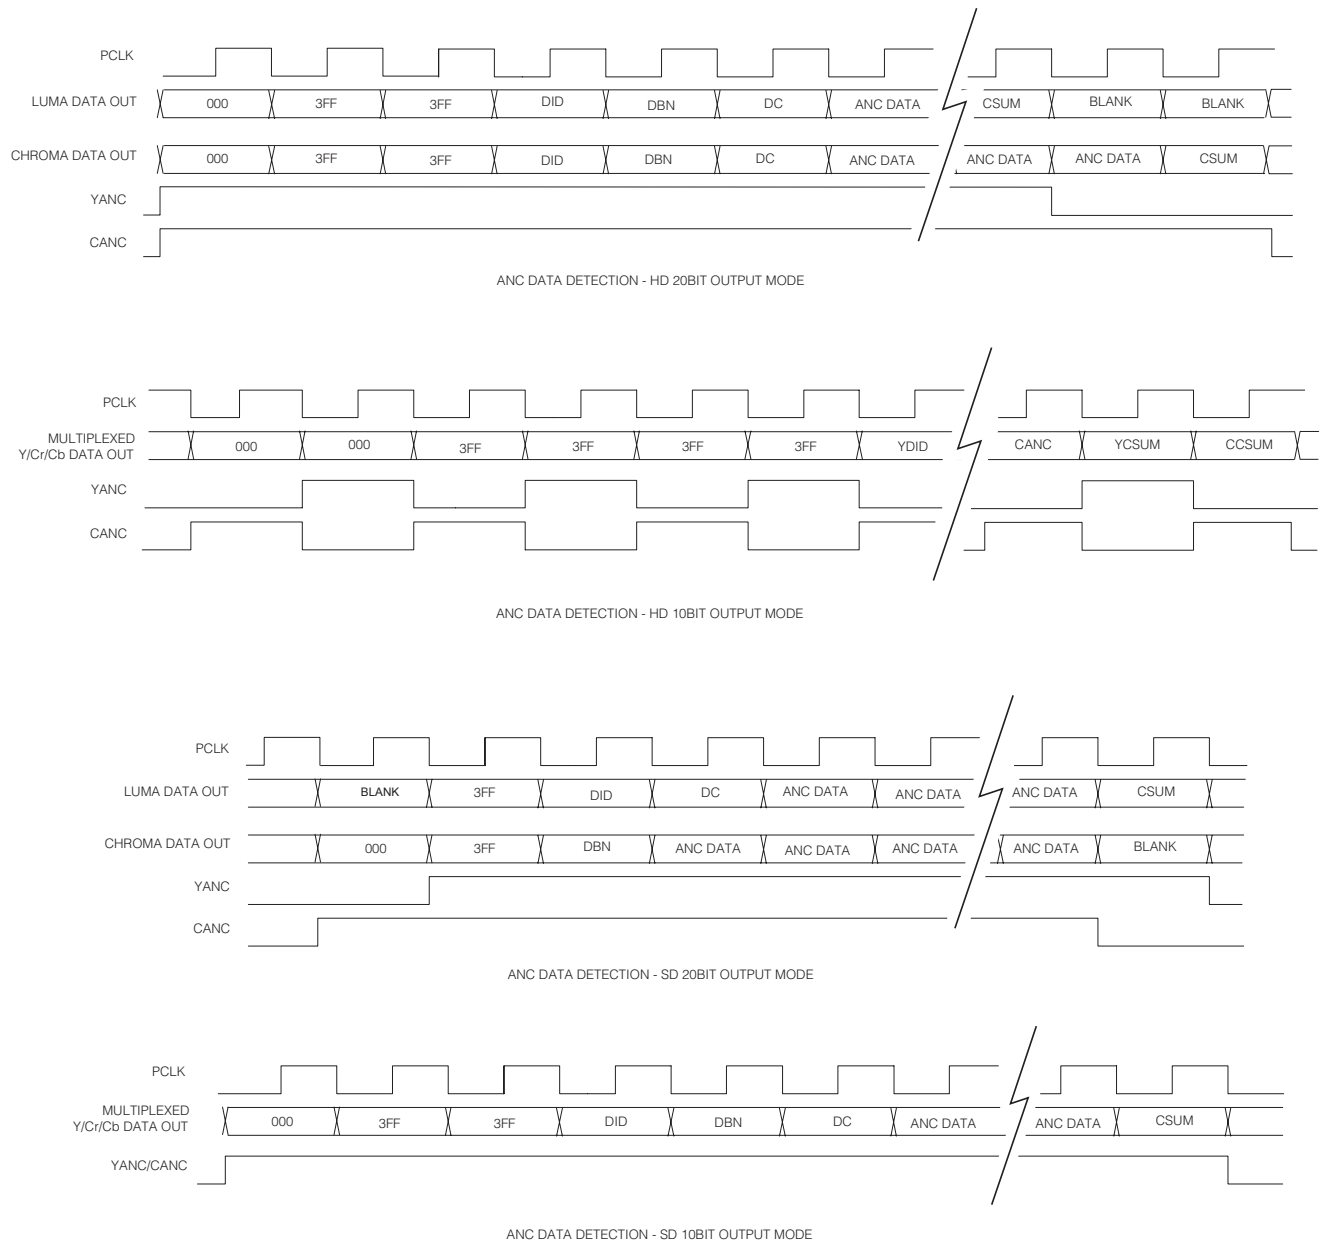 PCLK
LUMA DATA OUT 000 3FF 3FF DID DBN DC ANC DATA CSUM BLANK BLANK
CHROMA DATA OUT 000 3FF 3FF DID DBN DC ANC DATA ANC DATA ANC DATA CSUM
YANC
CANC
ANC DATA DETECTION - HD 20BIT OUTPUT MODE
PCLK
MULTIPLEXED
Y/Cr/Cb DATA OUT 000 000 3FF 3FF 3FF 3FF YDID CANC YCSUM CCSUM
YANC
CANC
ANC DATA DETECTION - HD 10BIT OUTPUT MODE
PCLK
LUMA DATA OUT BLANK 3FF DID DC ANC DATA ANC DATA ANC DATA CSUM
CHROMA DATA OUT 000 3FF DBN ANC DATA ANC DATA ANC DATA ANC DATA BLANK
YANC
CANC
ANC DATA DETECTION - SD 20BIT OUTPUT MODE
PCLK
MULTIPLEXED
Y/Cr/Cb DATA OUT 000 3FF 3FF DID DBN DC ANC DATA ANC DATA CSUM
YANC/CANC
ANC DATA DETECTION - SD 10BIT OUTPUT MODE